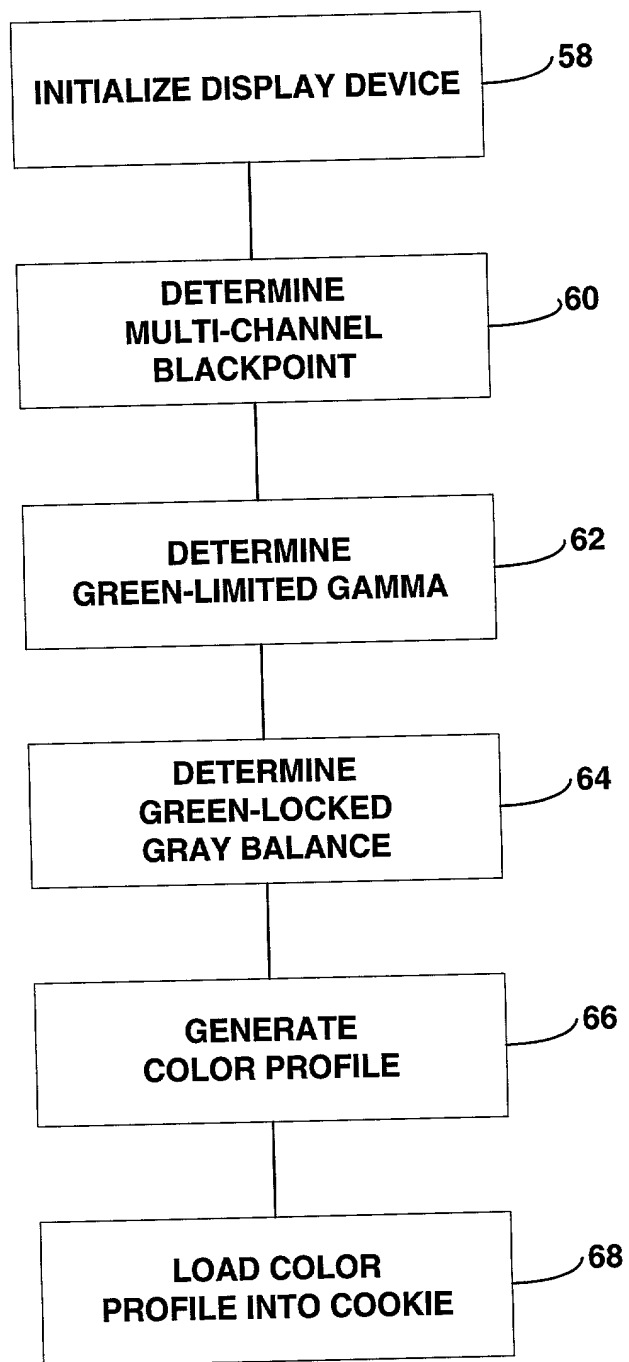 INITIALIZE DISPLAY DEVICE
58
DETERMINE
MULTI-CHANNEL
BLACKPOINT
60
DETERMINE
GREEN-LIMITED GAMMA
62
DETERMINE
GREEN-LOCKED
GRAY BALANCE
64
GENERATE
COLOR PROFILE
66
LOAD COLOR
PROFILE INTO COOKIE
68